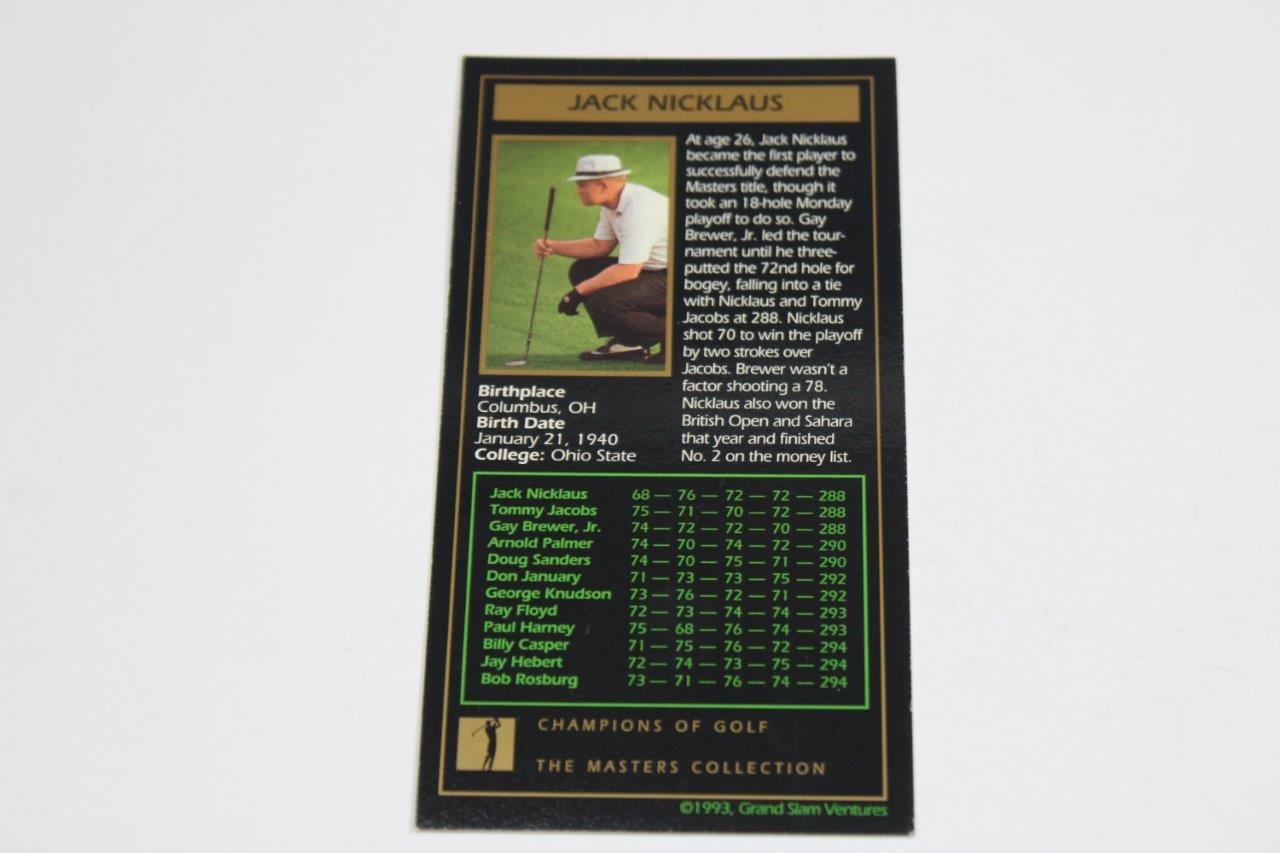 JACK NICKLAUS
At age 26, Jack Nicklaus
became the first player to
successfully defend the
Masters title, though it
took an 18-hole Monday
playoff to do so. Gay
Brewer, Jr. led the tour-
nament until he three-
putted the 72nd hole for
bogey, falling into a tie
with Nicklaus and Tommy
Jacobs at 288. Nicklaus
shot 70 to win the playoff
by two strokes over
Jacobs. Brewer wasn't a
factor shooting a 78.
Nicklaus also won the
British Open and Sahara
that year and finished
No. 2 on the money list.
Birthplace
Columbus, OH
Birth Date
January 21, 1940
College: Ohio State
Jack Nicklaus 68 — 76 — 72 — 72 — 288
Tommy Jacobs 75 — 71 — 70 — 72 — 288
Gay Brewer, Jr. 74 — 72 — 72 — 70 — 288
Arnold Palmer 74 — 70 — 74 — 72 — 290
Doug Sanders 74 — 70 — 75 — 71 — 290
Don January 71 — 73 — 73 — 75 — 292
George Knudson 73 — 76 — 72 — 71 — 292
Ray Floyd 72 — 73 — 74 — 74 — 293
Paul Harney 75 — 68 — 76 — 74 — 293
Billy Casper 71 — 75 — 76 — 72 — 294
Jay Hebert 72 — 74 — 73 — 75 — 294
Bob Rosburg 73 — 71 — 76 — 74 — 294
CHAMPIONS OF GOLF
THE MASTERS COLLECTION
©1993, Grand Slam Ventures